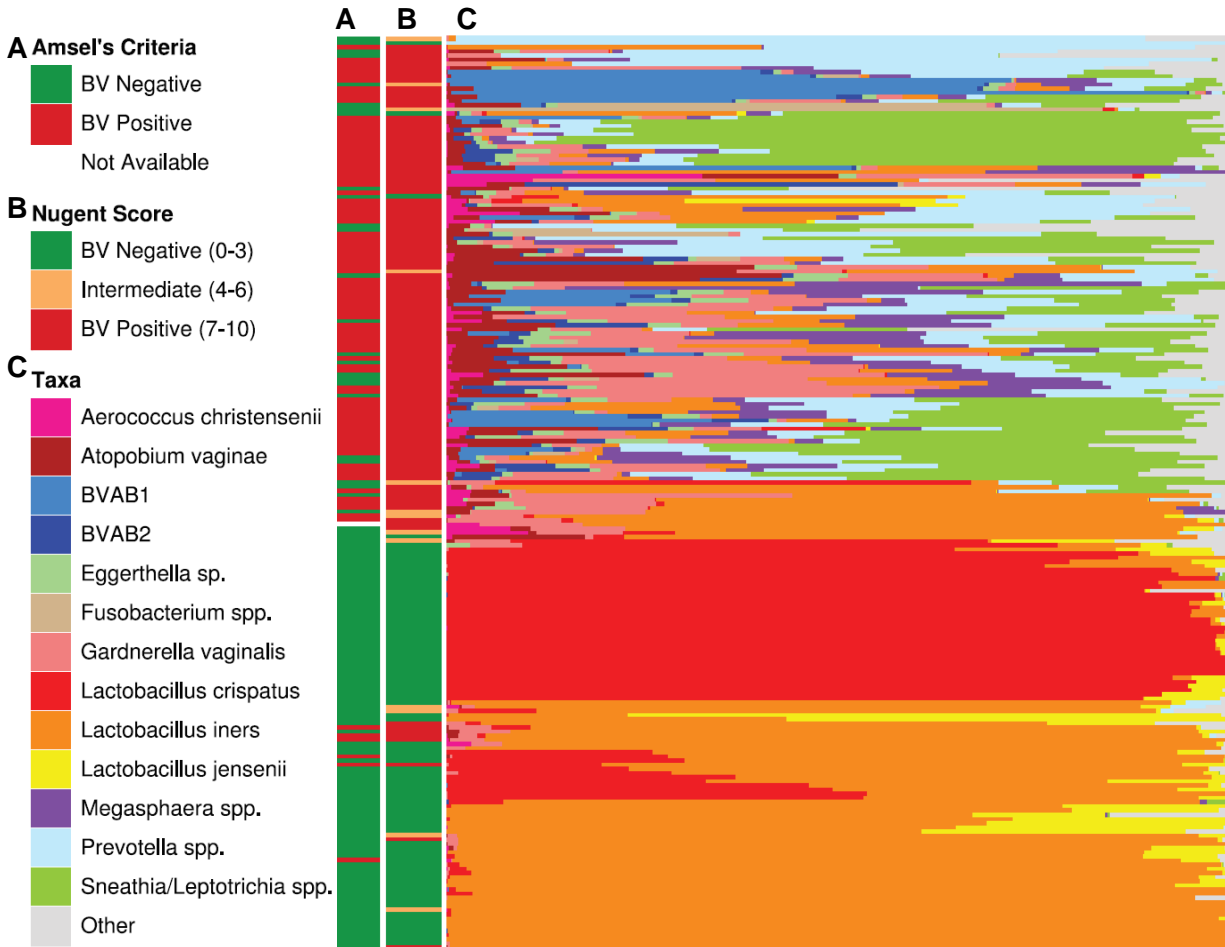 A B C
A Amsel's Criteria
BV Negative
BV Positive
Not Available
B Nugent Score
BV Negative (0-3)
Intermediate (4-6)
BV Positive (7-10)
C Taxa
Aerococcus christensenii
Atopobium vaginae
BVAB1
BVAB2
Eggerthella sp.
Fusobacterium spp.
Gardnerella vaginalis
Lactobacillus crispatus
Lactobacillus iners
Lactobacillus jensenii
Megasphaera spp.
Prevotella spp.
Sneathia/Leptotrichia spp.
Other